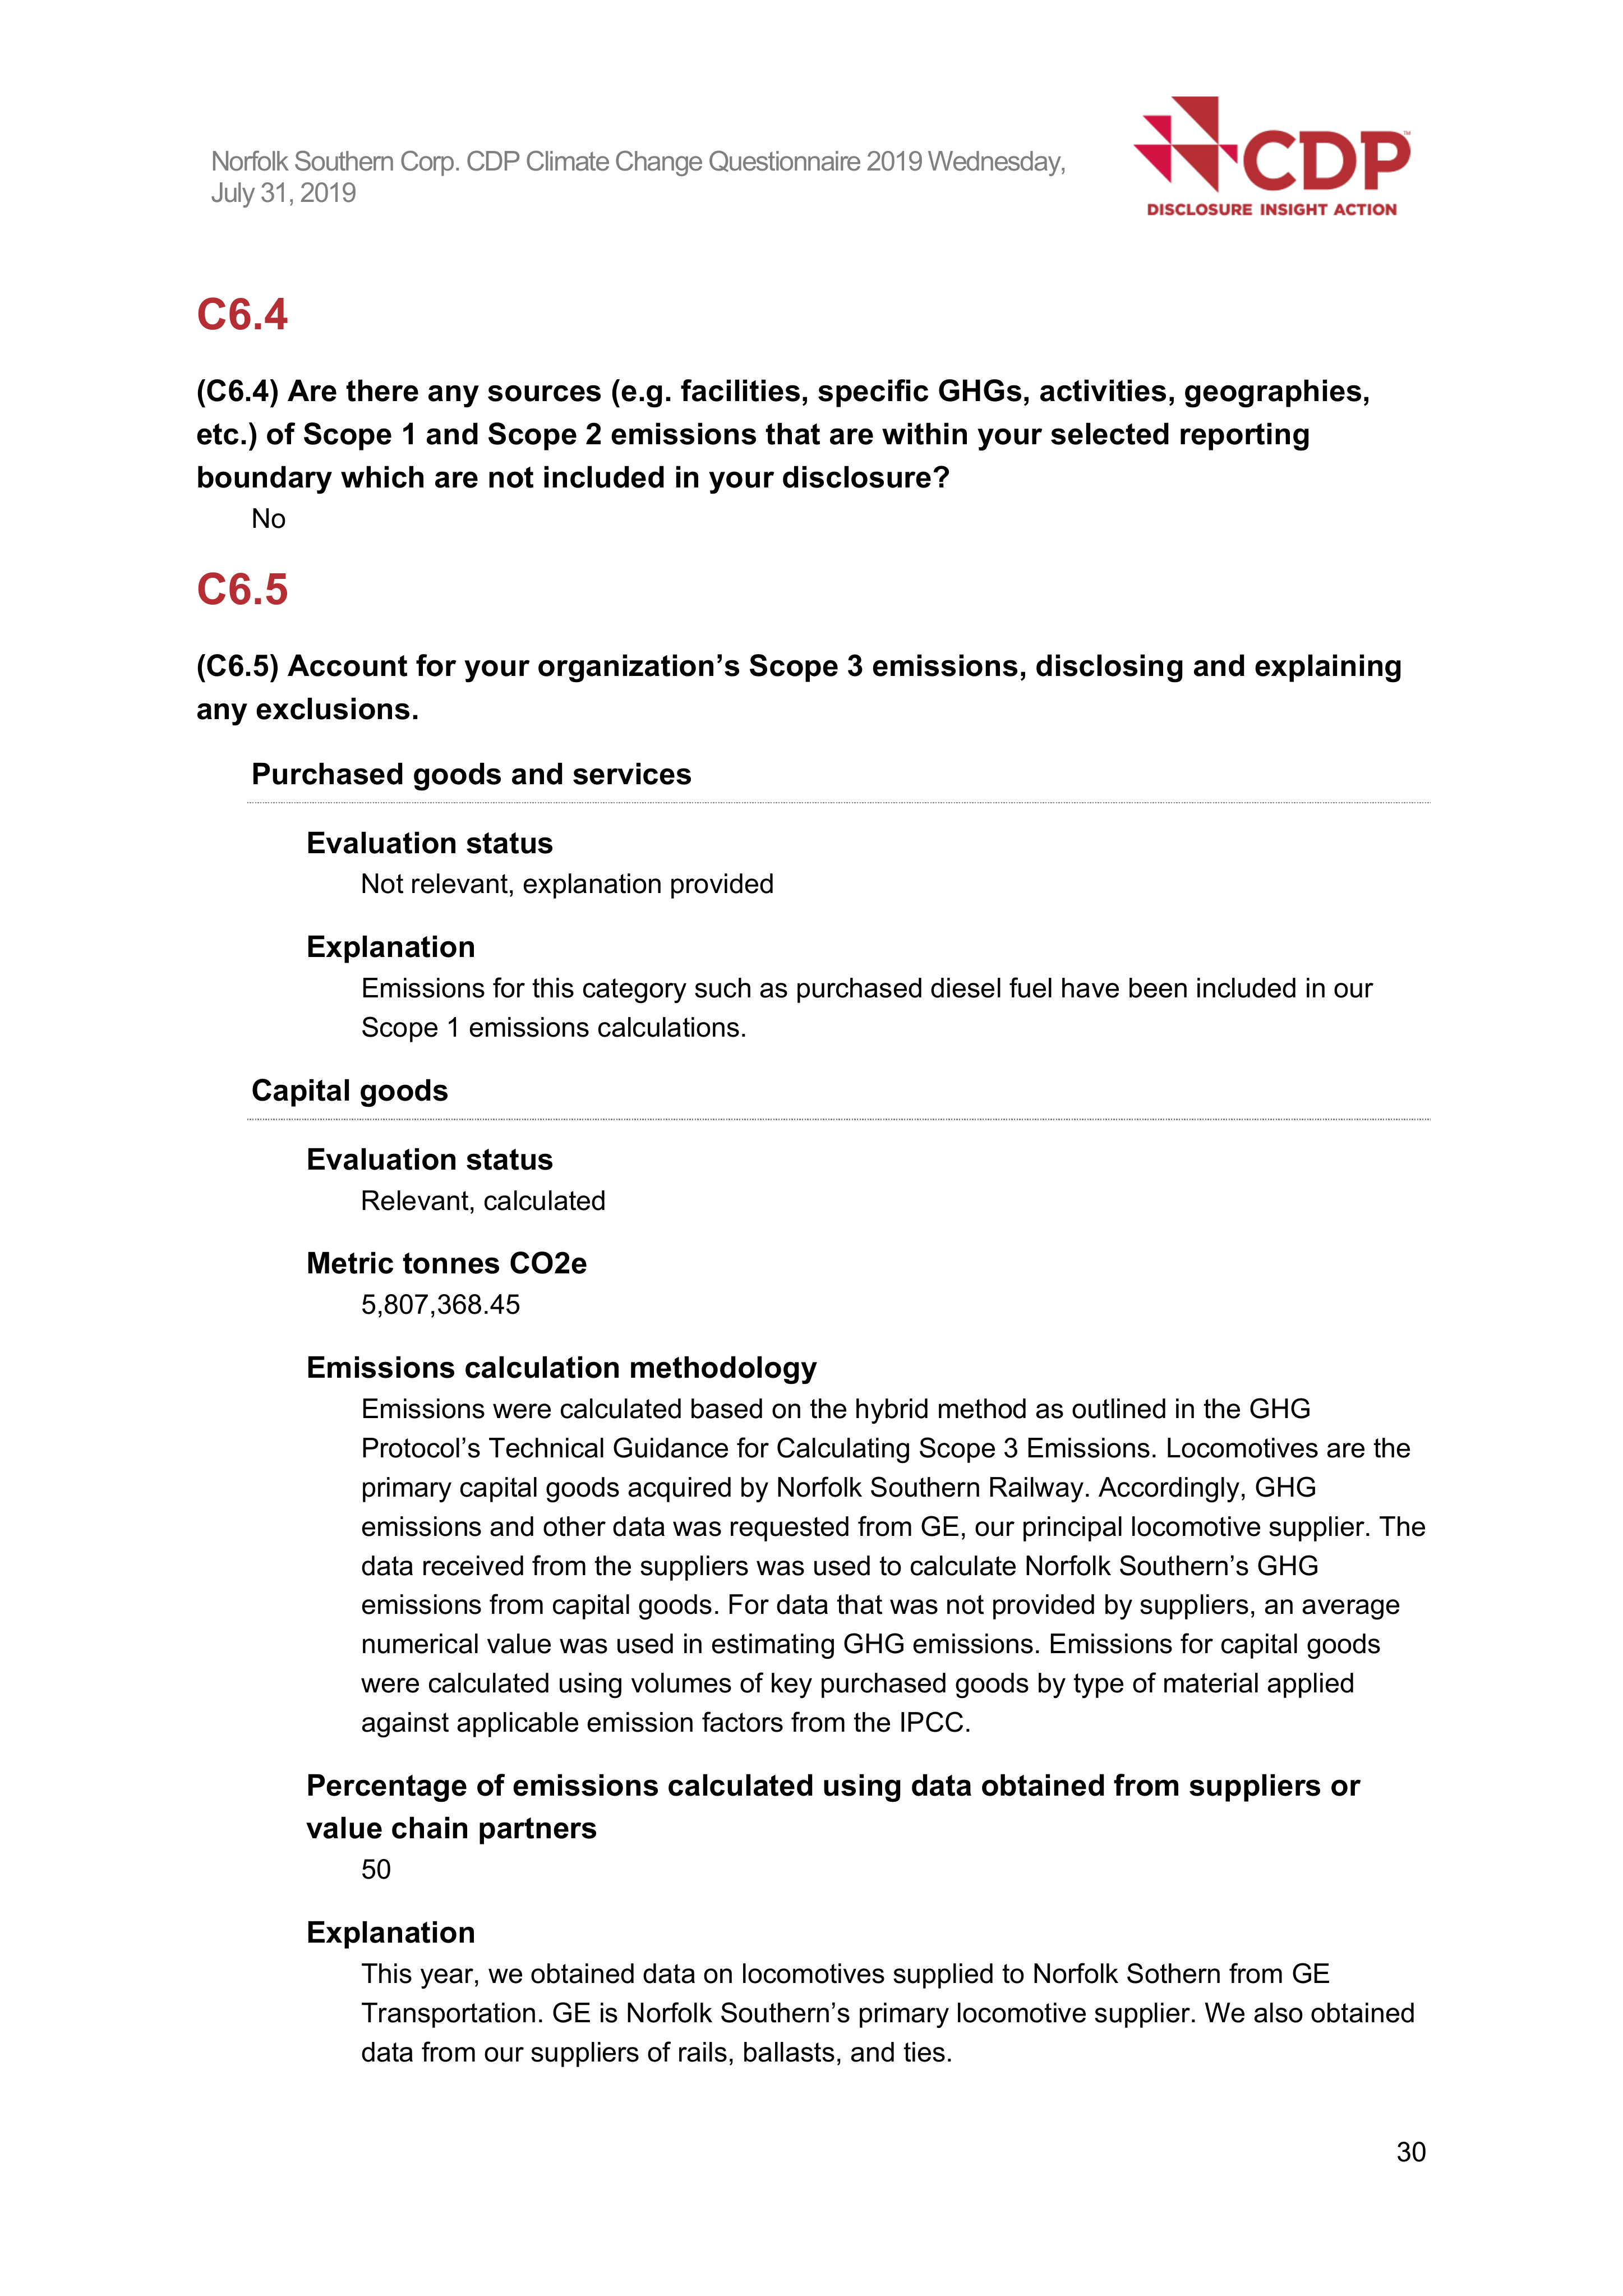 Norfolk Southern Corp. CDP Climate Change Questionnaire 2019 Wednesday,
July 31, 2019
CDP™
DISCLOSURE INSIGHT ACTION
C6.4
(C6.4) Are there any sources (e.g. facilities, specific GHGs, activities, geographies,
etc.) of Scope 1 and Scope 2 emissions that are within your selected reporting
boundary which are not included in your disclosure?
No
C6.5
(C6.5) Account for your organization’s Scope 3 emissions, disclosing and explaining
any exclusions.
Purchased goods and services
Evaluation status
Not relevant, explanation provided
Explanation
Emissions for this category such as purchased diesel fuel have been included in our
Scope 1 emissions calculations.
Capital goods
Evaluation status
Relevant, calculated
Metric tonnes CO2e
5,807,368.45
Emissions calculation methodology
Emissions were calculated based on the hybrid method as outlined in the GHG
Protocol’s Technical Guidance for Calculating Scope 3 Emissions. Locomotives are the
primary capital goods acquired by Norfolk Southern Railway. Accordingly, GHG
emissions and other data was requested from GE, our principal locomotive supplier. The
data received from the suppliers was used to calculate Norfolk Southern’s GHG
emissions from capital goods. For data that was not provided by suppliers, an average
numerical value was used in estimating GHG emissions. Emissions for capital goods
were calculated using volumes of key purchased goods by type of material applied
against applicable emission factors from the IPCC.
Percentage of emissions calculated using data obtained from suppliers or
value chain partners
50
Explanation
This year, we obtained data on locomotives supplied to Norfolk Sothern from GE
Transportation. GE is Norfolk Southern’s primary locomotive supplier. We also obtained
data from our suppliers of rails, ballasts, and ties.
30